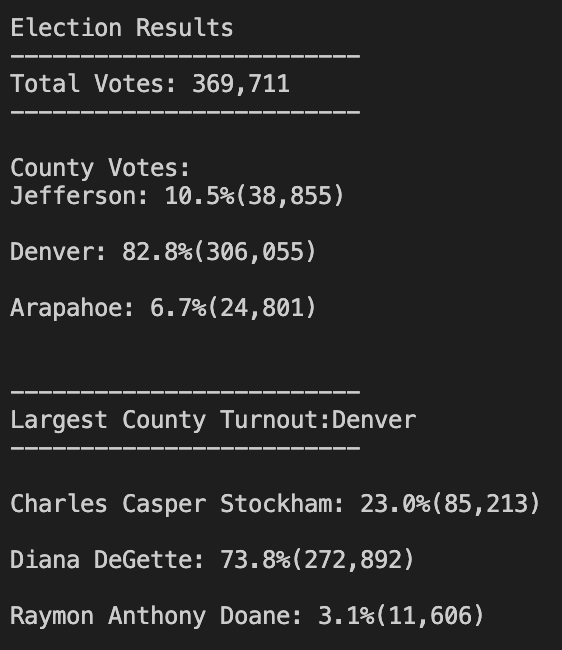 Election Results
-------------------------
Total Votes: 369,711
-------------------------
County Votes:
Jefferson: 10.5%(38,855)
Denver: 82.8%(306,055)
Arapahoe: 6.7%(24,801)
-------------------------
Largest County Turnout:Denver
-------------------------
Charles Casper Stockham: 23.0%(85,213)
Diana DeGette: 73.8%(272,892)
Raymon Anthony Doane: 3.1%(11,606)